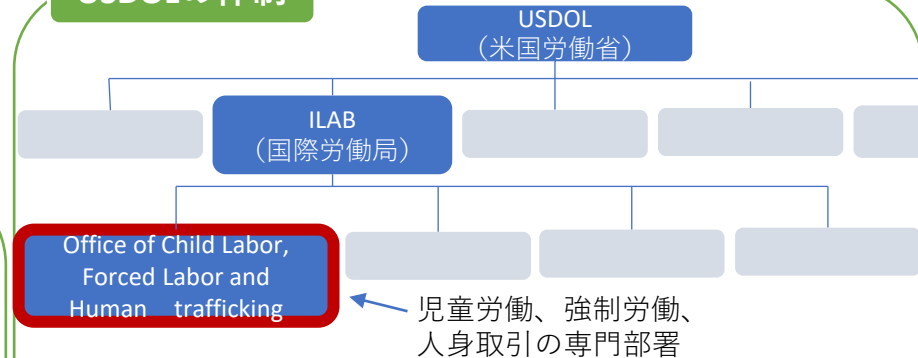 USDOLの体制
USDOL
（米国労働省）
ILAB
（国際労働局）
Office of Child Labor,
Forced Labor and
Human trafficking
児童労働、強制労働、
人身取引の専門部署